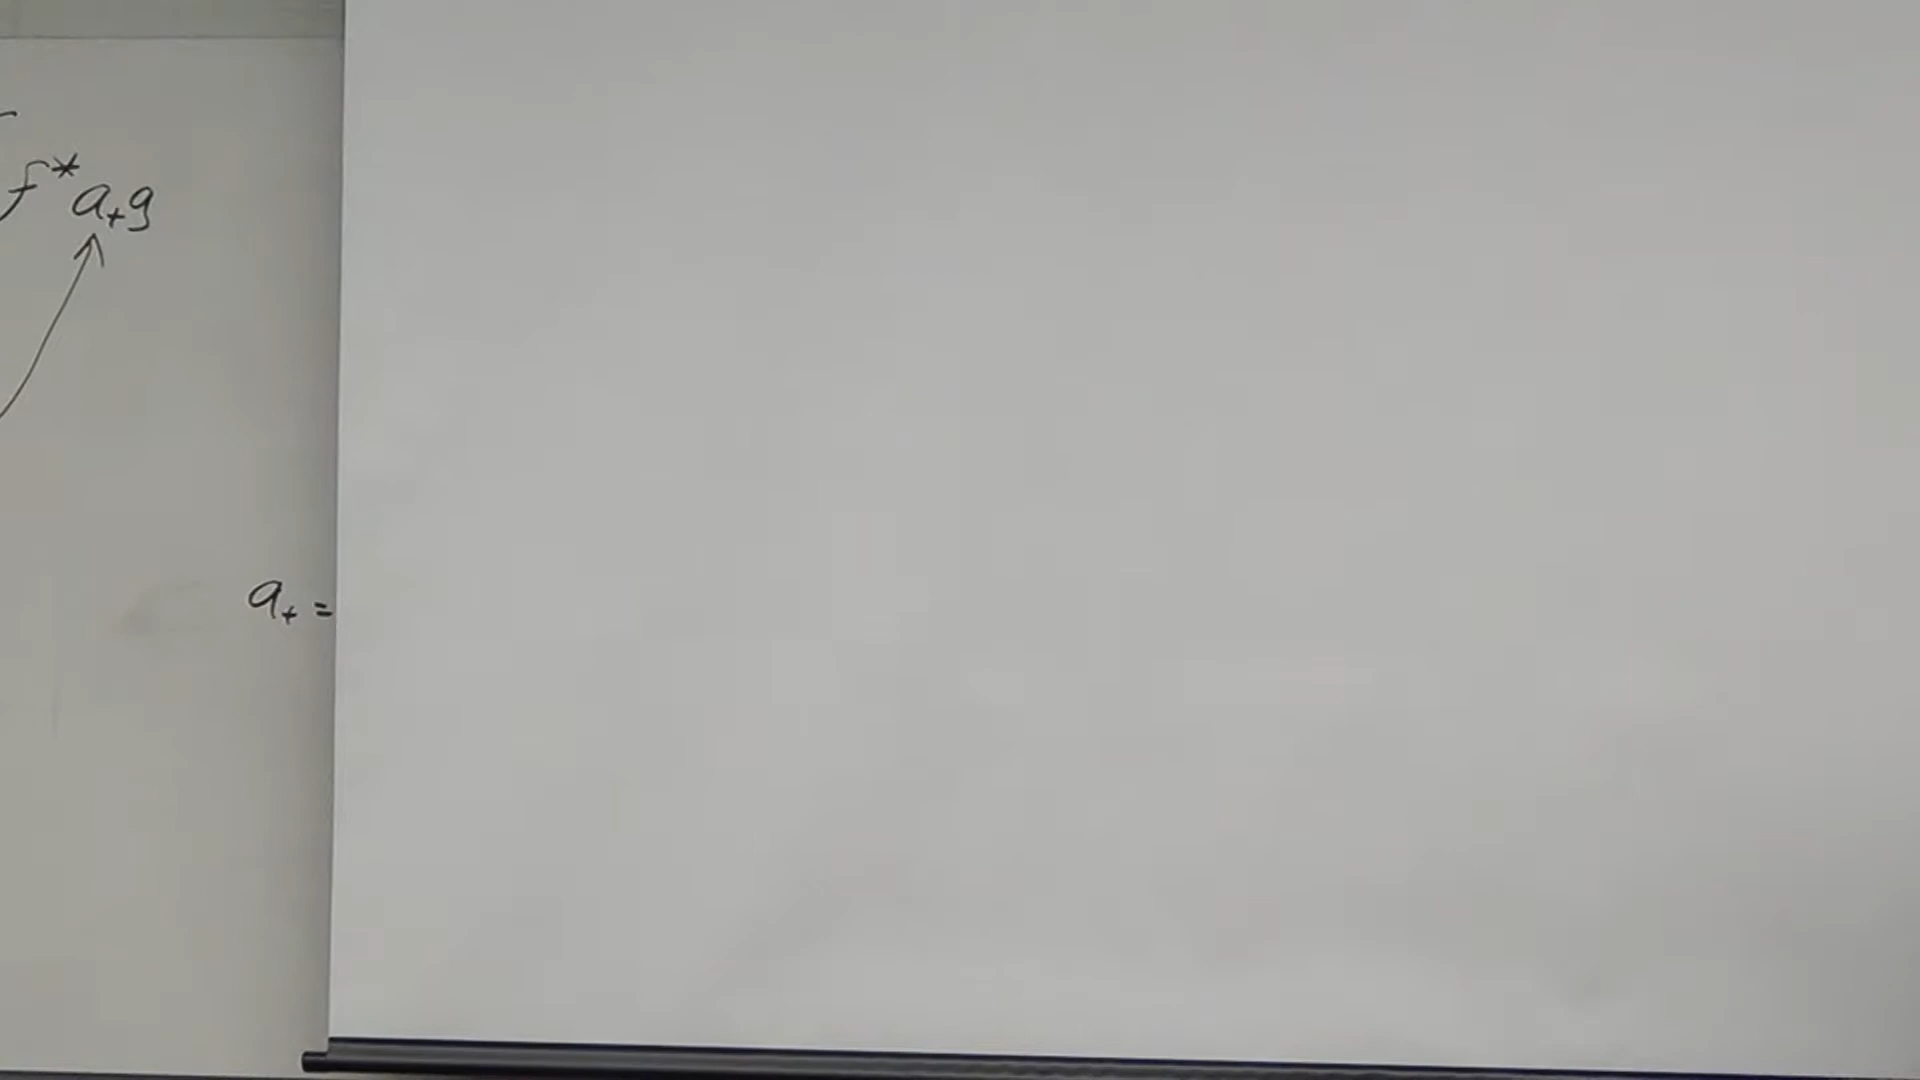 f*a₊g
a₊ =